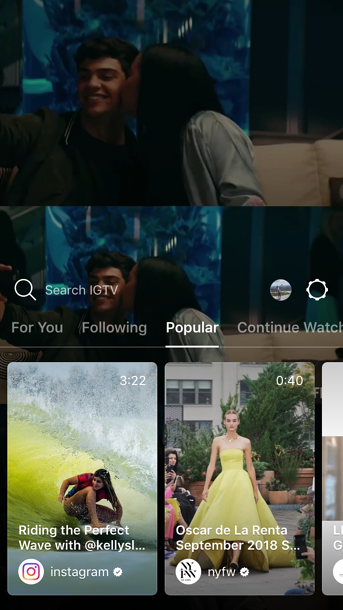 Search IGTV
For You Following Popular Continue Watch
3:22
0:40
Riding the Perfect
Wave with @kellysl...
Oscar de La Renta
September 2018 S...
instagram
nyfw